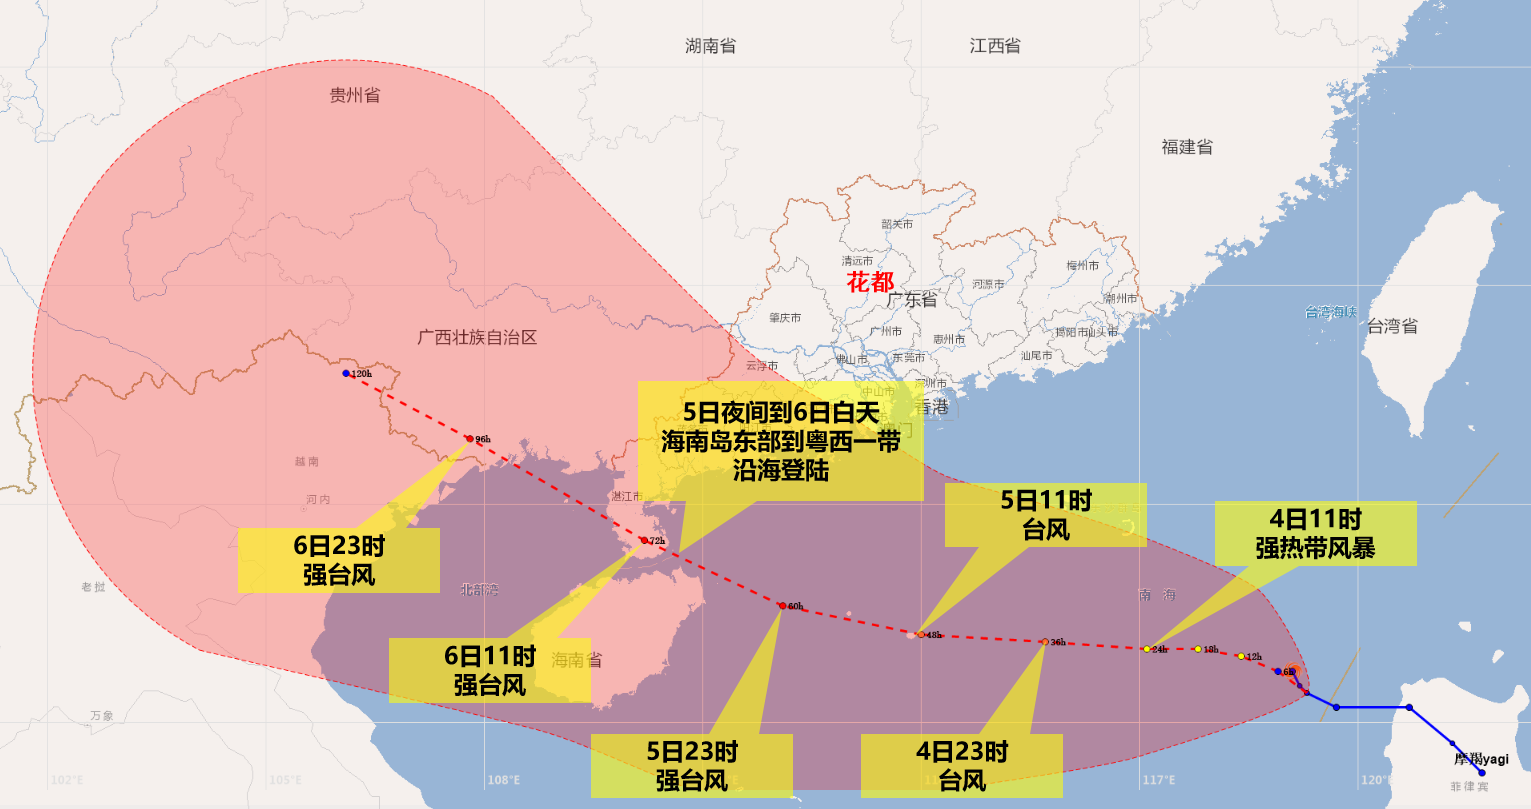 湖南省
江西省
贵州省
福建省
韶关市
清远市
花都
梅州市
河源市
广东省
潮州市
肇庆市
台湾海峡
台湾省
广州市
揭阳市
汕头市
惠州市
广西壮族自治区
汕尾市
佛山市
东莞市
云浮市
120h
深圳市
中山市
香港
5日夜间到6日白天
海南岛东部到粤西一带
沿海登陆
澳门
96h
越南
河内
湛江市
5日11时
台风
4日11时
强热带风暴
6日23时
强台风
72h
老挝
北部湾
南海
60h
48h
36h
24h
18h
12h
6h
6日11时
强台风
海南省
万象
5日23时
强台风
4日23时
台风
摩羯yagi
102°E
105°E
108°E
117°E
120°E
菲律宾